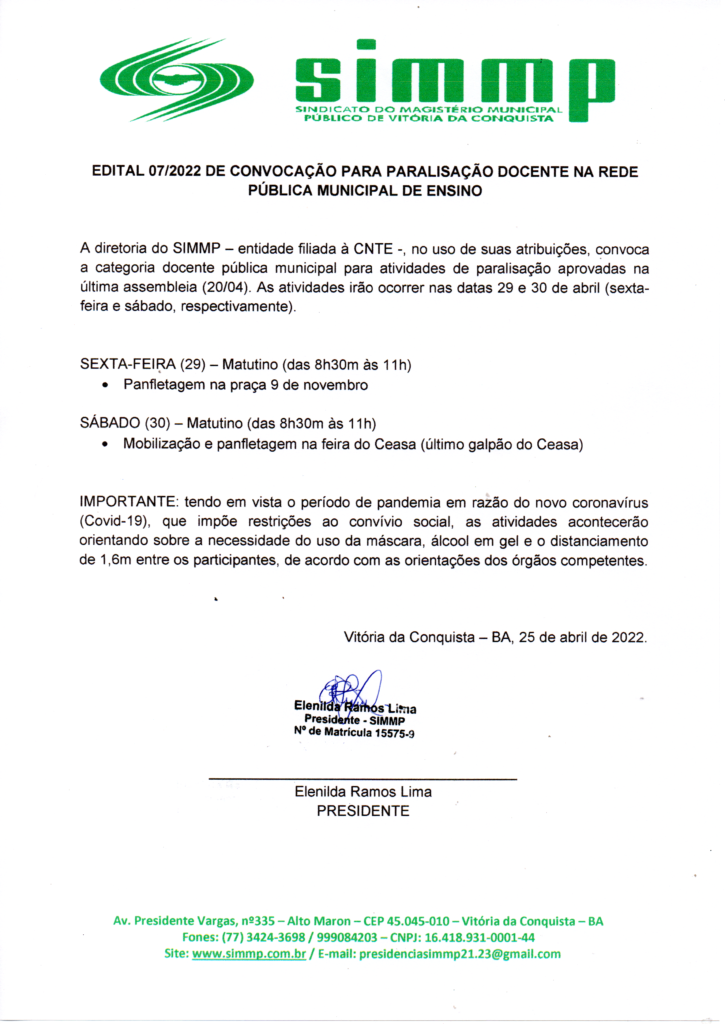 simmp
SINDICATO DO MAGISTÉRIO MUNICIPAL
PÚBLICO DE VITÓRIA DA CONQUISTA
EDITAL 07/2022 DE CONVOCAÇÃO PARA PARALISAÇÃO DOCENTE NA REDE
PÚBLICA MUNICIPAL DE ENSINO
A diretoria do SIMMP – entidade filiada à CNTE -, no uso de suas atribuições, convoca
a categoria docente pública municipal para atividades de paralisação aprovadas na
última assembleia (20/04). As atividades irão ocorrer nas datas 29 e 30 de abril (sexta-
feira e sábado, respectivamente).
SEXTA-FEIRA (29) – Matutino (das 8h30m às 11h)
• Panfletagem na praça 9 de novembro
SÁBADO (30) – Matutino (das 8h30m às 11h)
• Mobilização e panfletagem na feira do Ceasa (último galpão do Ceasa)
IMPORTANTE: tendo em vista o período de pandemia em razão do novo coronavírus
(Covid-19), que impõe restrições ao convívio social, as atividades acontecerão
orientando sobre a necessidade do uso da máscara, álcool em gel e o distanciamento
de 1,6m entre os participantes, de acordo com as orientações dos órgãos competentes.
Vitória da Conquista – BA, 25 de abril de 2022.
Elenilda Ramos Lima
Presidente - SIMMP
Nº de Matrícula 15575-9
Elenilda Ramos Lima
PRESIDENTE
Av. Presidente Vargas, nº335 – Alto Maron – CEP 45.045-010 – Vitória da Conquista – BA
Fones: (77) 3424-3698 / 999084203 – CNPJ: 16.418.931-0001-44
Site: www.simmp.com.br / E-mail: presidenciasimmp21.23@gmail.com